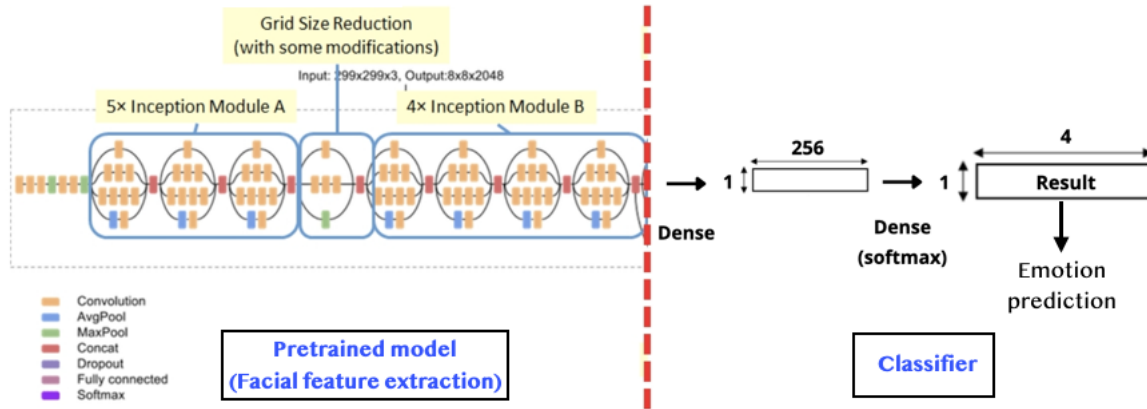 Grid Size Reduction
(with some modifications)
Input: 299x299x3, Output:8x8x2048
5× Inception Module A
4× Inception Module B
256
1
4
1
Result
Dense
Dense
(softmax)
Emotion
prediction
Convolution
AvgPool
MaxPool
Concat
Dropout
Fully connected
Softmax
Pretrained model
(Facial feature extraction)
Classifier